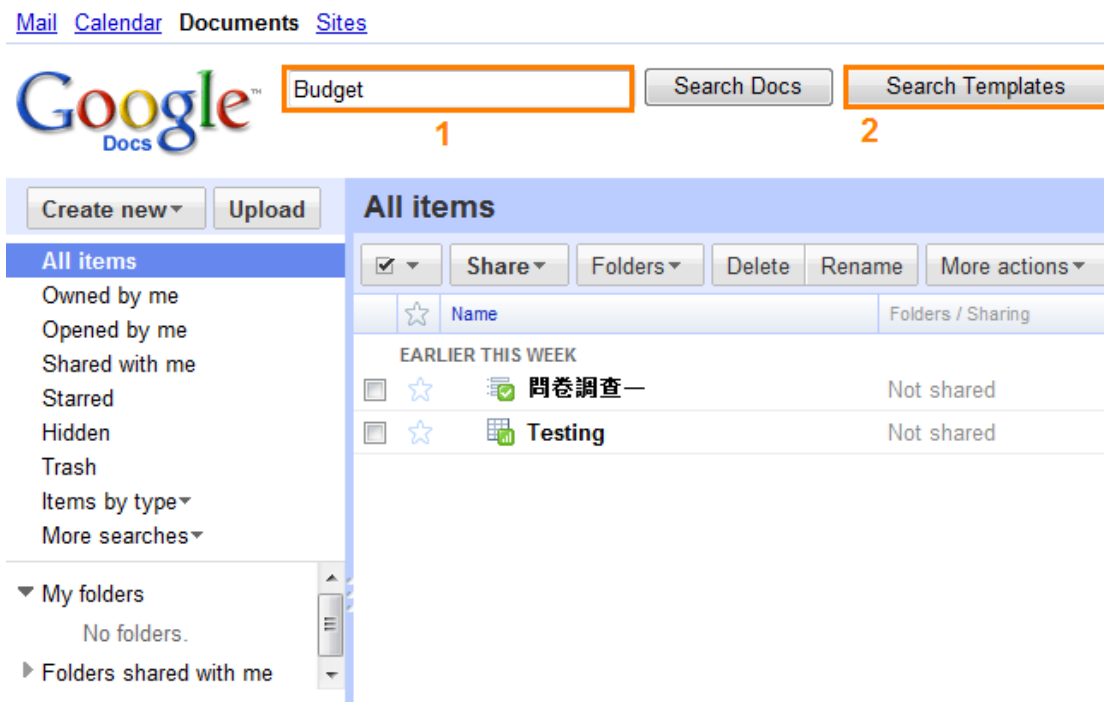 Mail Calendar Documents Sites
Google™ Docs
Budget Search Docs Search Templates
1 2
Create new Upload
All items
All items
Owned by me
Opened by me
Shared with me
Starred
Hidden
Trash
Items by type
More searches
My folders
No folders.
Folders shared with me
Share Folders Delete Rename More actions
Name Folders / Sharing
EARLIER THIS WEEK
問卷調查一 Not shared
Testing Not shared